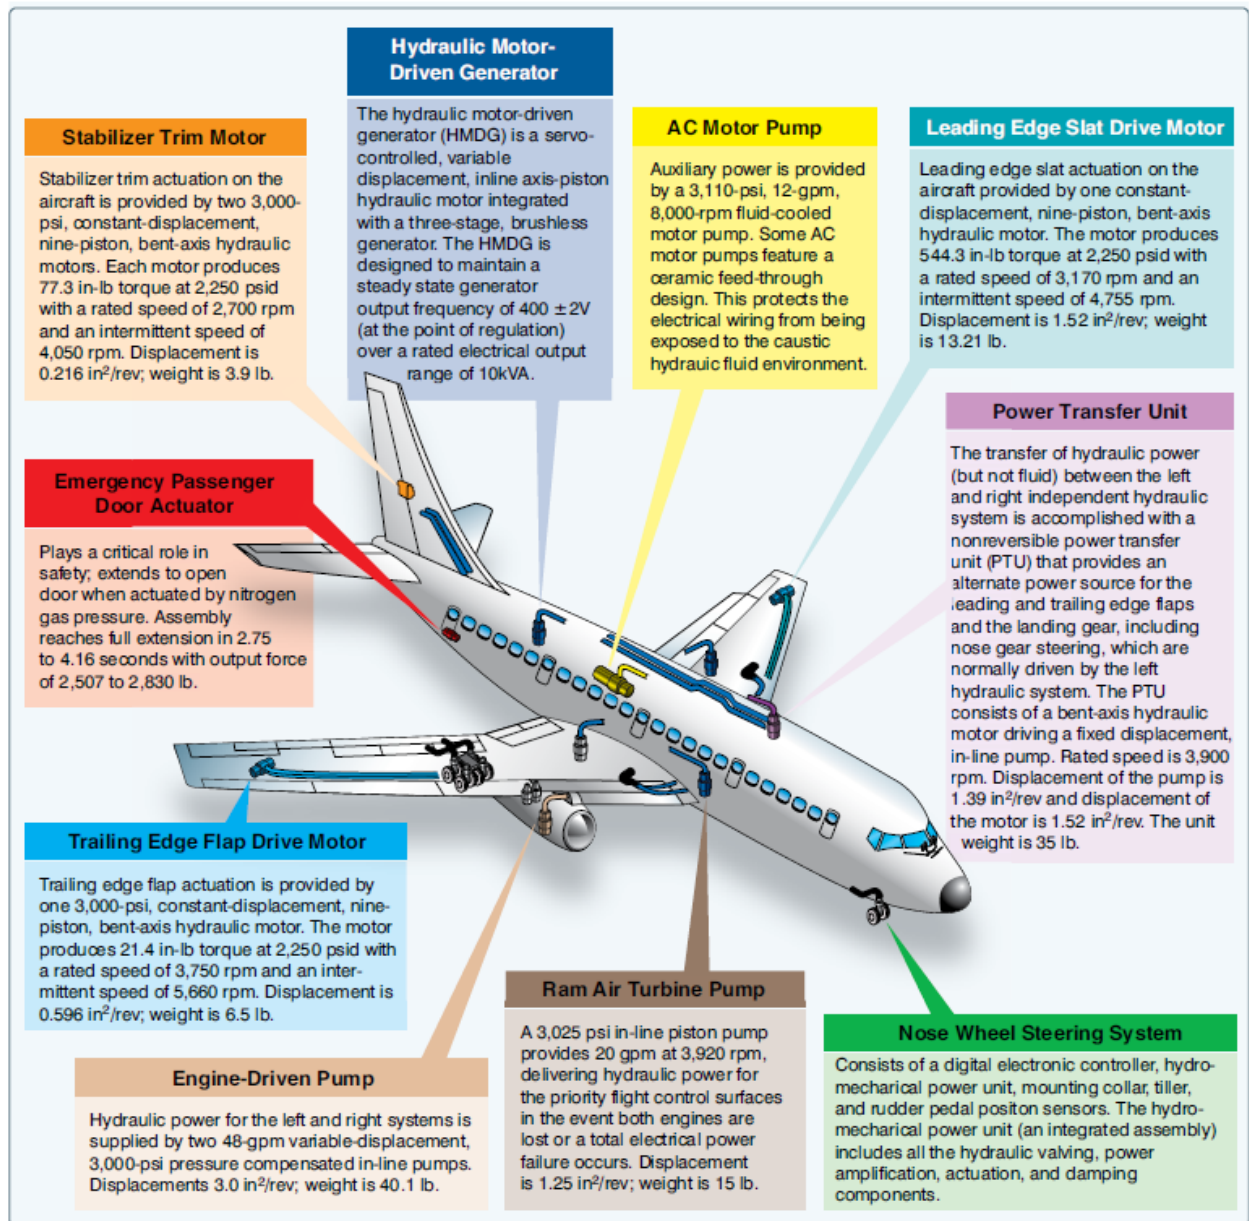 Hydraulic Motor-
Driven Generator
The hydraulic motor-driven
generator (HMDG) is a servo-
controlled, variable
displacement, inline axis-piston
hydraulic motor integrated
with a three-stage, brushless
generator. The HMDG is
designed to maintain a
steady state generator
output frequency of 400 ± 2V
(at the point of regulation)
over a rated electrical output
range of 10kVA.
Stabilizer Trim Motor
Stabilizer trim actuation on the
aircraft is provided by two 3,000-
psi, constant-displacement,
nine-piston, bent-axis hydraulic
motors. Each motor produces
77.3 in-lb torque at 2,250 psid
with a rated speed of 2,700 rpm
and an intermittent speed of
4,050 rpm. Displacement is
0.216 in²/rev; weight is 3.9 lb.
AC Motor Pump
Auxiliary power is provided
by a 3,110-psi, 12-gpm,
8,000-rpm fluid-cooled
motor pump. Some AC
motor pumps feature a
ceramic feed-through
design. This protects the
electrical wiring from being
exposed to the caustic
hydrauic fluid environment.
Leading Edge Slat Drive Motor
Leading edge slat actuation on the
aircraft provided by one constant-
displacement, nine-piston, bent-axis
hydraulic motor. The motor produces
544.3 in-lb torque at 2,250 psid with
a rated speed of 3,170 rpm and an
intermittent speed of 4,755 rpm.
Displacement is 1.52 in²/rev; weight
is 13.21 lb.
Power Transfer Unit
The transfer of hydraulic power
(but not fluid) between the left
and right independent hydraulic
system is accomplished with a
nonreversible power transfer
unit (PTU) that provides an
alternate power source for the
leading and trailing edge flaps
and the landing gear, including
nose gear steering, which are
normally driven by the left
hydraulic system. The PTU
consists of a bent-axis hydraulic
motor driving a fixed displacement,
in-line pump. Rated speed is 3,900
rpm. Displacement of the pump is
1.39 in²/rev and displacement of
the motor is 1.52 in²/rev. The unit
weight is 35 lb.
Emergency Passenger
Door Actuator
Plays a critical role in
safety; extends to open
door when actuated by nitrogen
gas pressure. Assembly
reaches full extension in 2.75
to 4.16 seconds with output force
of 2,507 to 2,830 lb.
Trailing Edge Flap Drive Motor
Trailing edge flap actuation is provided by
one 3,000-psi, constant-displacement, nine-
piston, bent-axis hydraulic motor. The motor
produces 21.4 in-lb torque at 2,250 psid with
a rated speed of 3,750 rpm and an inter-
mittent speed of 5,660 rpm. Displacement is
0.596 in²/rev; weight is 6.5 lb.
Engine-Driven Pump
Hydraulic power for the left and right systems is
supplied by two 48-gpm variable-displacement,
3,000-psi pressure compensated in-line pumps.
Displacements 3.0 in²/rev; weight is 40.1 lb.
Ram Air Turbine Pump
A 3,025 psi in-line piston pump
provides 20 gpm at 3,920 rpm,
delivering hydraulic power for
the priority flight control surfaces
in the event both engines are
lost or a total electrical power
failure occurs. Displacement
is 1.25 in²/rev; weight is 15 lb.
Nose Wheel Steering System
Consists of a digital electronic controller, hydro-
mecharical power unit, mounting collar, tiller,
and rudder pedal positon sensors. The hydro-
mecharical power unit (an integrated assembly)
includes all the hydraulic valving, power
amplification, actuation, and damping
components.